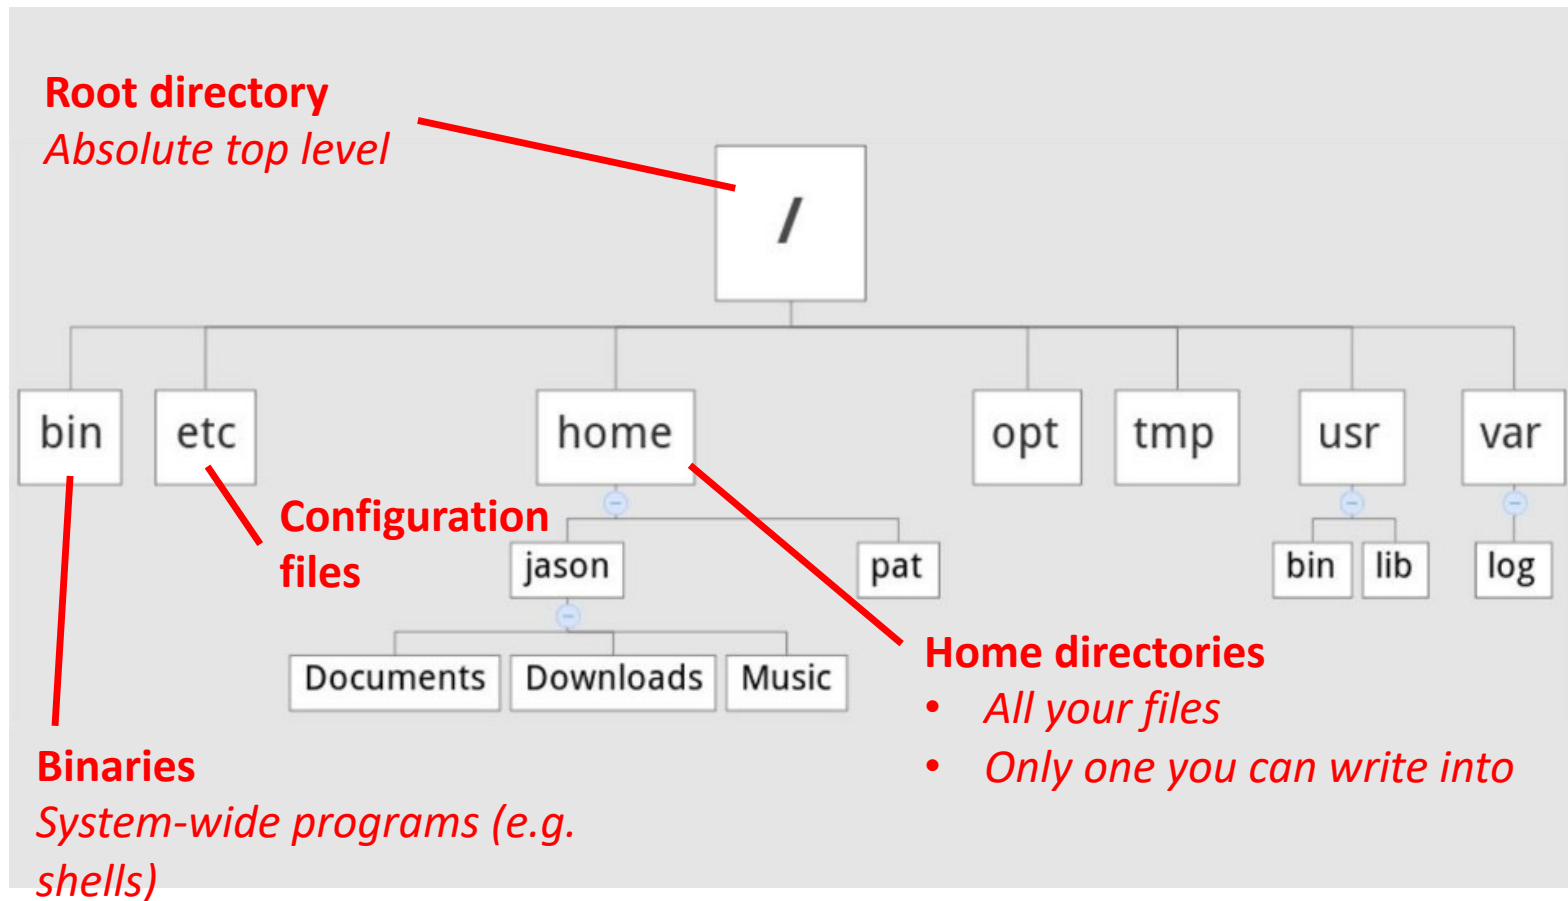 Root directory
Absolute top level
/
bin
etc
home
opt
tmp
usr
var
Configuration
files
jason
pat
bin
lib
log
Documents
Downloads
Music
Home directories
• All your files
• Only one you can write into
Binaries
System-wide programs (e.g.
shells)